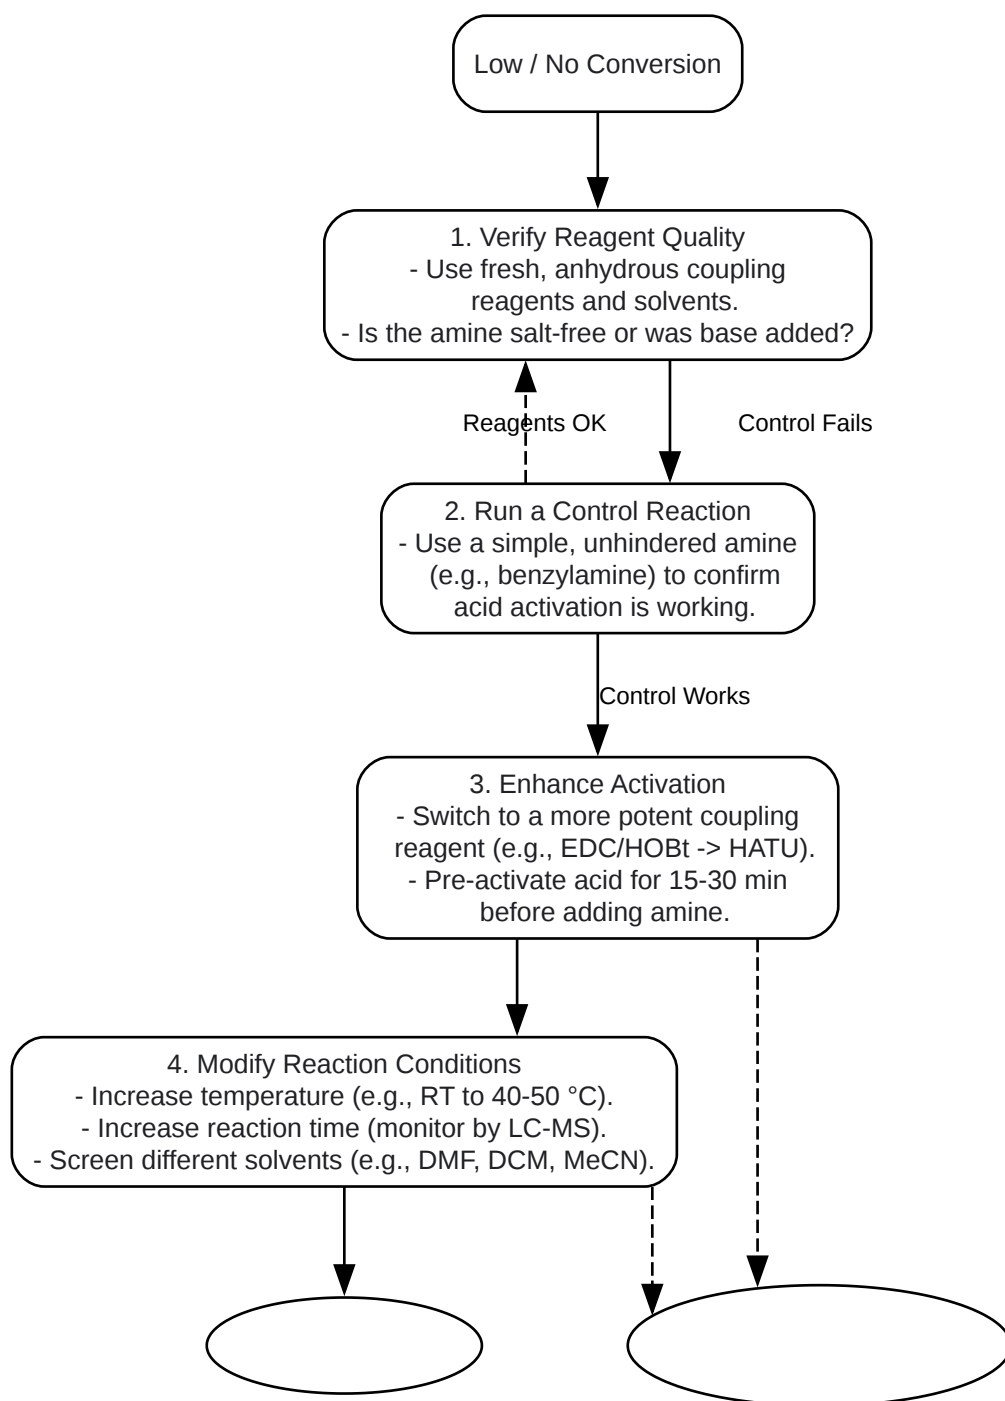 Low / No Conversion
1. Verify Reagent Quality
- Use fresh, anhydrous coupling
reagents and solvents.
- Is the amine salt-free or was base added?
Reagents OK
Control Fails
2. Run a Control Reaction
- Use a simple, unhindered amine
(e.g., benzylamine) to confirm
acid activation is working.
Control Works
3. Enhance Activation
- Switch to a more potent coupling
reagent (e.g., EDC/HOBt -> HATU).
- Pre-activate acid for 15-30 min
before adding amine.
4. Modify Reaction Conditions
- Increase temperature (e.g., RT to 40-50 °C).
- Increase reaction time (monitor by LC-MS).
- Screen different solvents (e.g., DMF, DCM, MeCN).